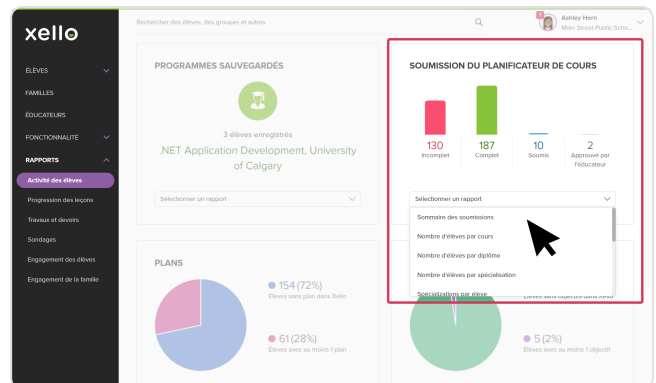 xello
Rechercher des élèves, des groupes et autres
7
Ashley Horn
Main Street Public Scho...
ÉLÈVES
FAMILLES
ÉDUCATEURS
FONCTIONNALITÉ
RAPPORTS
Activité des élèves
Progression des leçons
Travaux et devoirs
Sondages
Engagement des élèves
Engagement de la famille
PROGRAMMES SAUVEGARDÉS
3 élèves enregistrés
.NET Application Development, University
of Calgary
Sélectionner un rapport
SOUMISSION DU PLANIFICATEUR DE COURS
130
Incomplet
187
Complet
10
Soumis
2
Approuvé par
l'éducateur
Sélectionner un rapport
Sommaire des soumissions
Nombre d'élèves par cours
Nombre d'élèves par diplôme
Nombre d'élèves par spécialisation
Spécializations par élève
PLANS
154 (72%)
Élèves sans plan dans Xello
61 (28%)
Élèves avec au moins 1 plan
Élèves sans objectifs dans Xello
5 (2%)
Élèves avec au moins 1 objectif